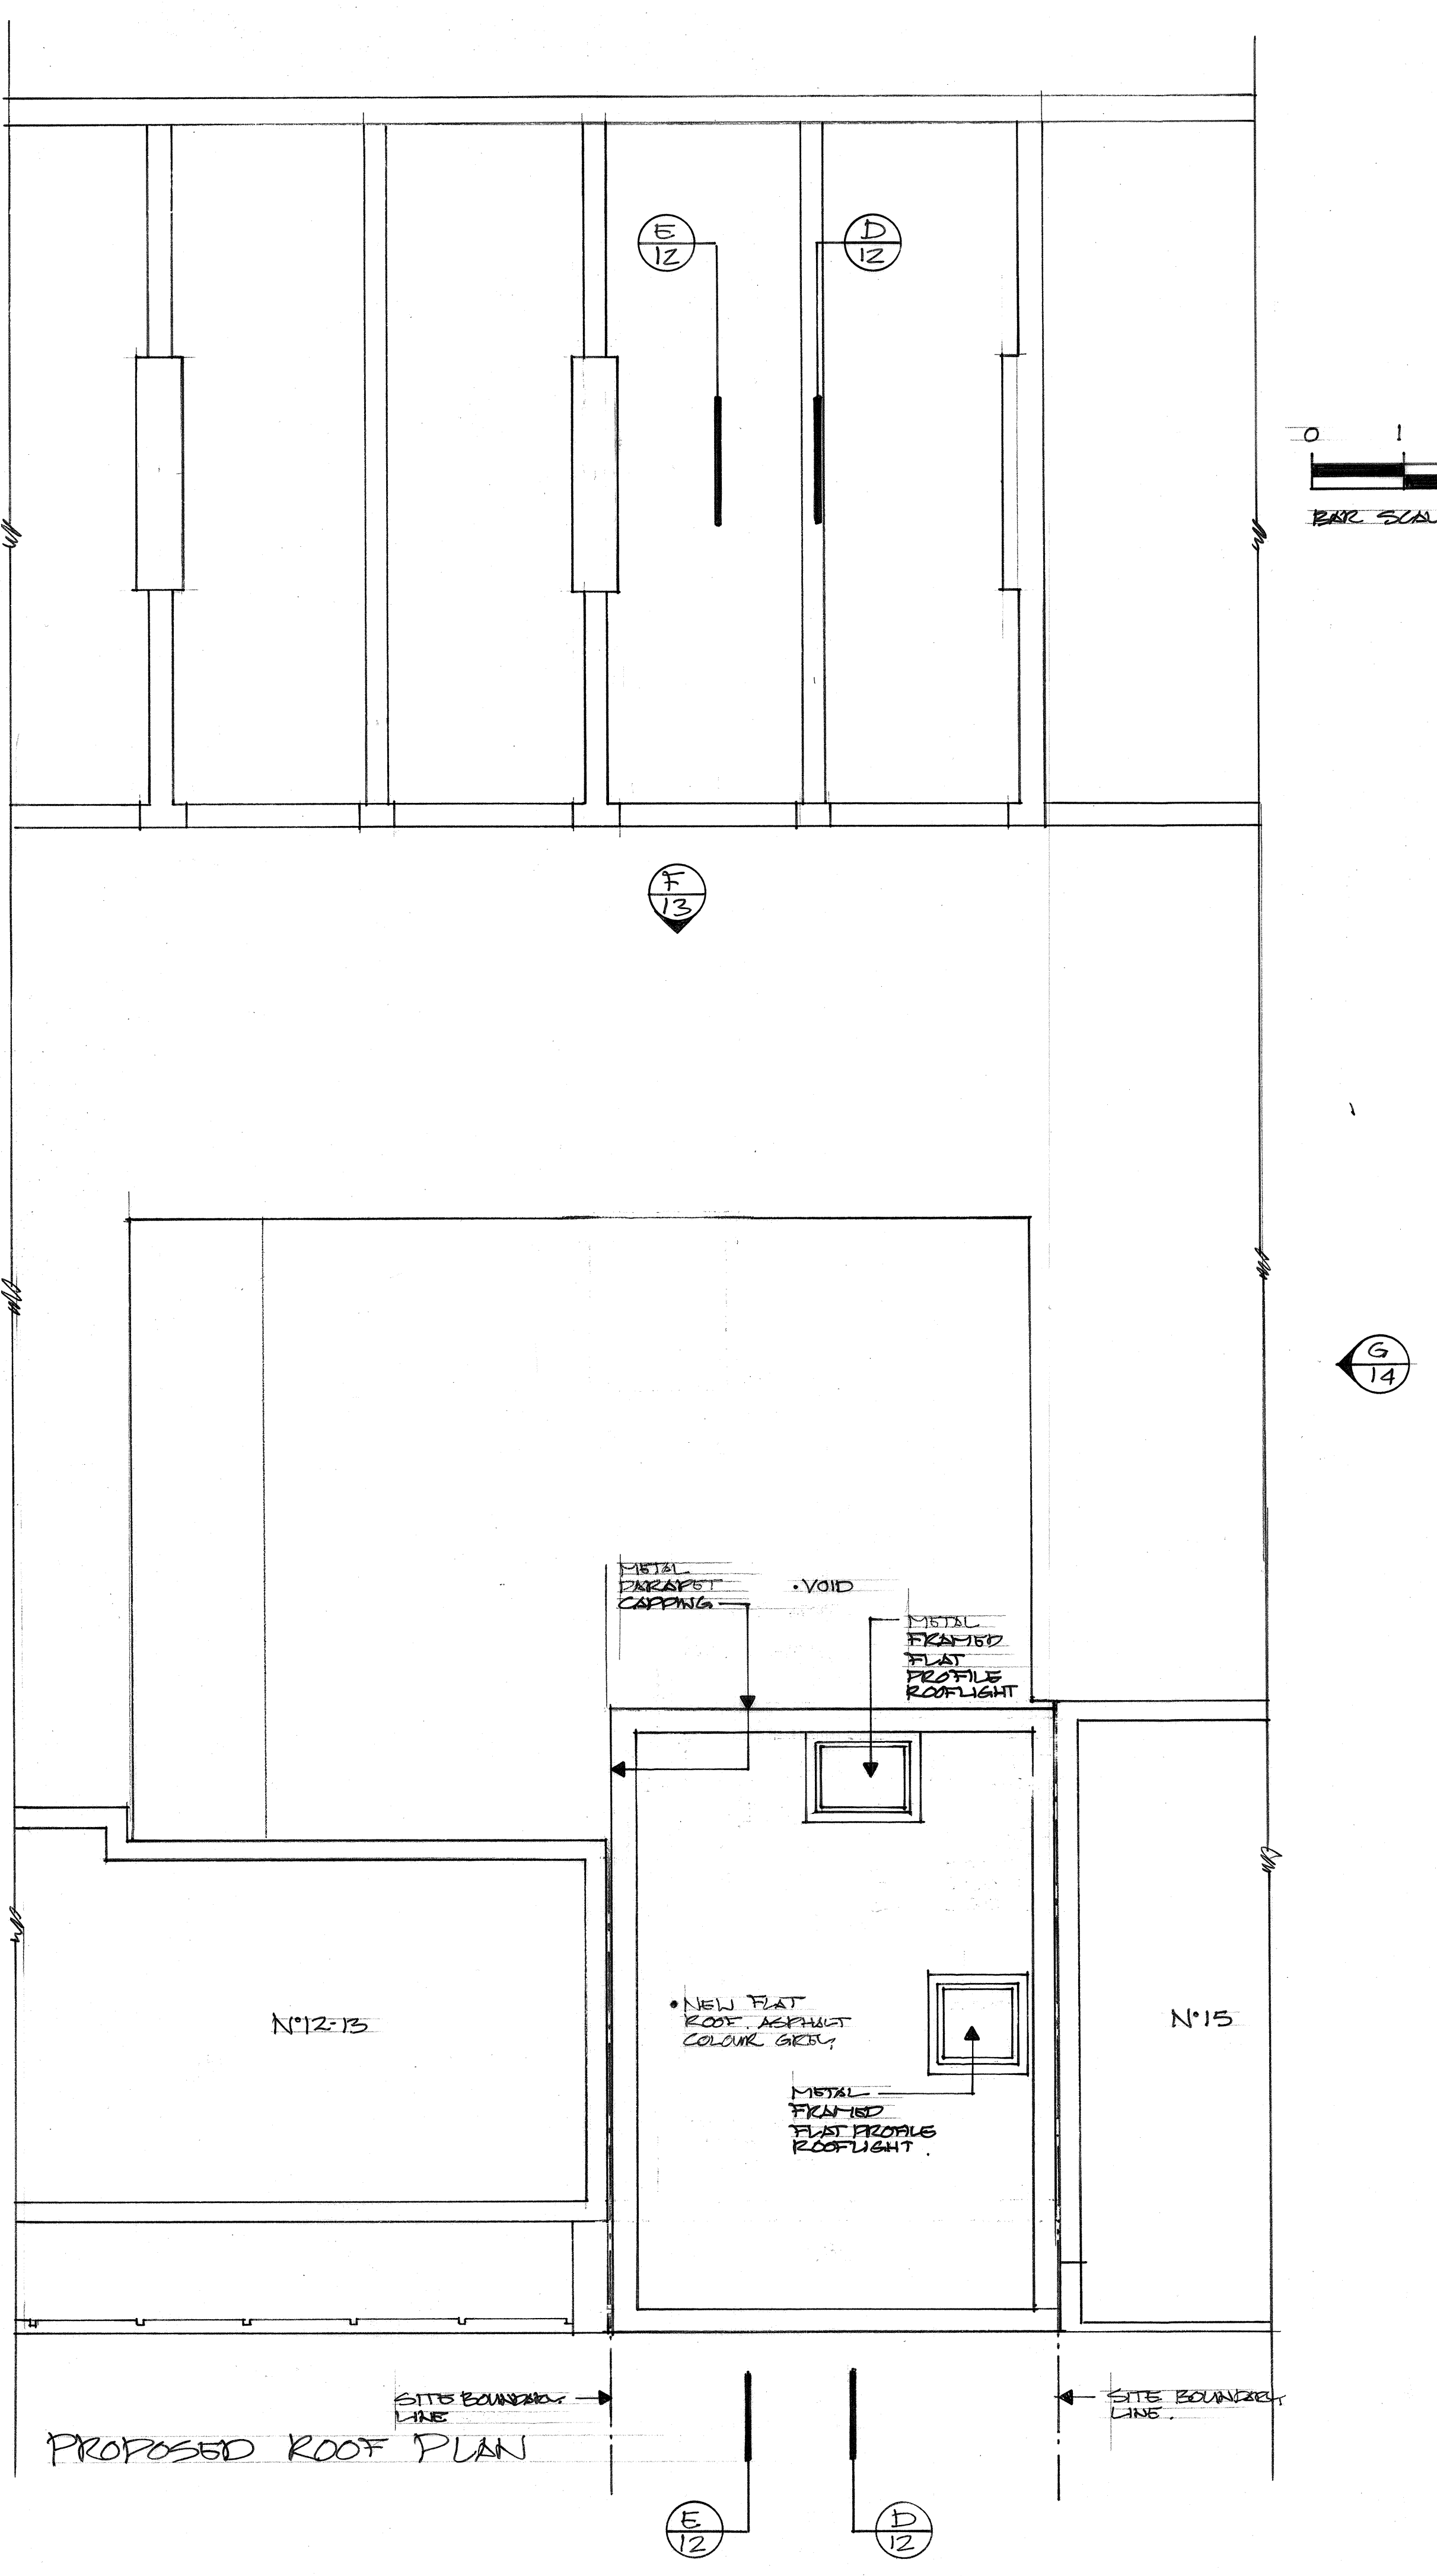 E
12
D
12
0 1
BAR SCAL
F
13
G
14
METAL
PARAPET
CAPPING
• VOID
METAL
FRAMED
FLAT
PROFILE
ROOFLIGHT
• NEW FLAT
ROOF. ASPHALT
COLOUR GREY.
METAL
FRAMED
FLAT PROFILE
ROOFLIGHT.
N°12-13
N°15
SITE BOUNDARY
LINE
SITE BOUNDARY
LINE.
PROPOSED ROOF PLAN
E
12
D
12